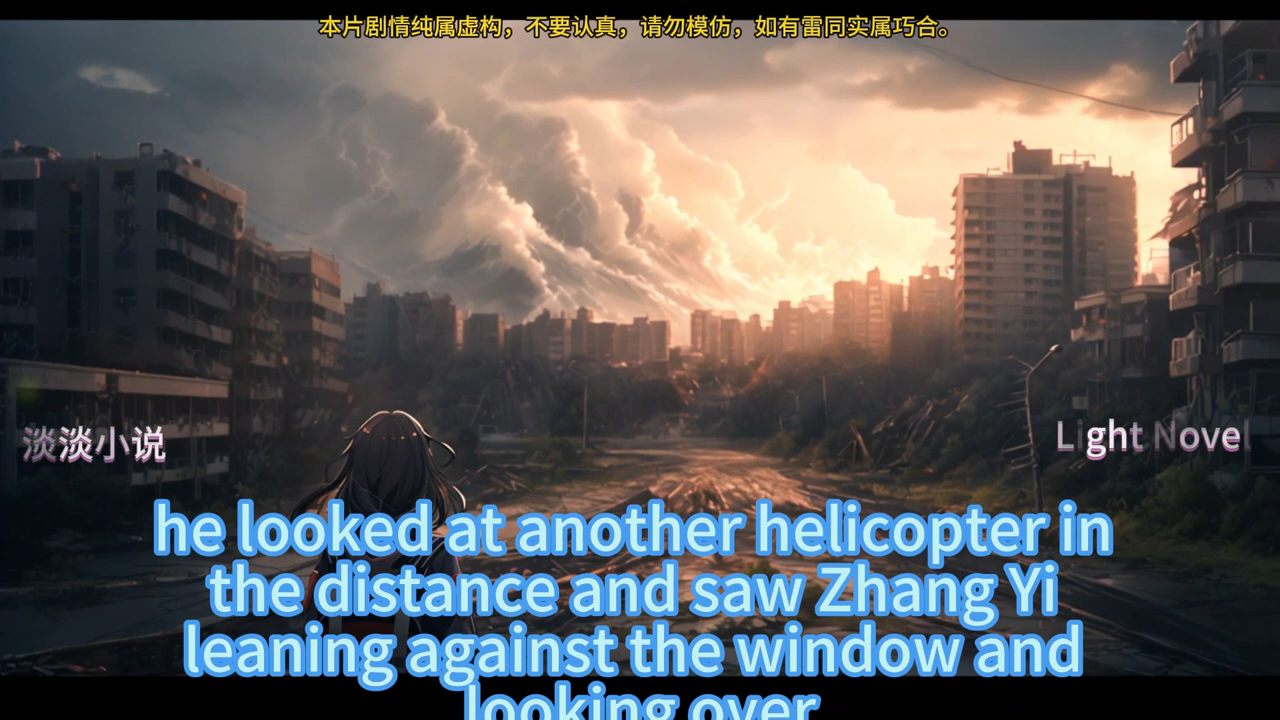 本片剧情纯属虚构，不要认真，请勿模仿，如有雷同实属巧合。
淡淡小说
Light Novel
he looked at another helicopter in
the distance and saw Zhang Yi
leaning against the window and
looking over